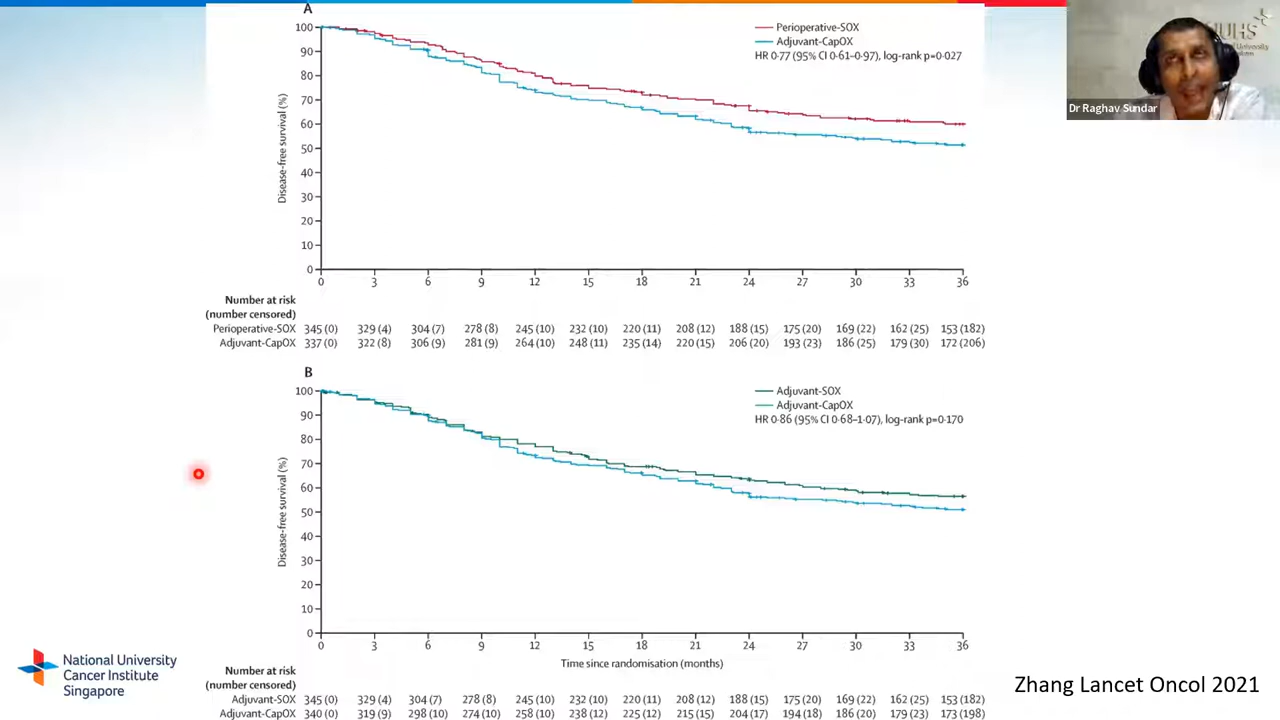 A
100
90
80
70
60
50
40
30
20
10
0
Disease-free survival (%)
Perioperative-SOX
Adjuvant-CapOX
HR 0·77 (95% CI 0·61–0·97), log-rank p=0·027
0 3 6 9 12 15 18 21 24 27 30 33 36
Number at risk
(number censored)
Perioperative-SOX 345 (0) 329 (4) 304 (7) 278 (8) 245 (10) 232 (10) 220 (11) 208 (12) 188 (15) 175 (20) 169 (22) 162 (25) 153 (182)
Adjuvant-CapOX 337 (0) 322 (8) 306 (9) 281 (9) 264 (10) 248 (11) 235 (14) 220 (15) 206 (20) 193 (23) 186 (25) 179 (30) 172 (206)
B
100
90
80
70
60
50
40
30
20
10
0
Disease-free survival (%)
Adjuvant-SOX
Adjuvant-CapOX
HR 0·86 (95% CI 0·68–1·07), log-rank p=0·170
0 3 6 9 12 15 18 21 24 27 30 33 36
Time since randomisation (months)
Number at risk
(number censored)
Adjuvant-SOX 345 (0) 329 (4) 304 (7) 278 (8) 245 (10) 232 (10) 220 (11) 208 (12) 188 (15) 175 (20) 169 (22) 162 (25) 153 (182)
Adjuvant-CapOX 340 (0) 319 (9) 298 (10) 274 (10) 258 (10) 238 (12) 225 (12) 215 (15) 204 (17) 194 (18) 186 (20) 179 (23) 173 (198)
Dr Raghav Sundar
National University
Cancer Institute
Singapore
Zhang Lancet Oncol 2021